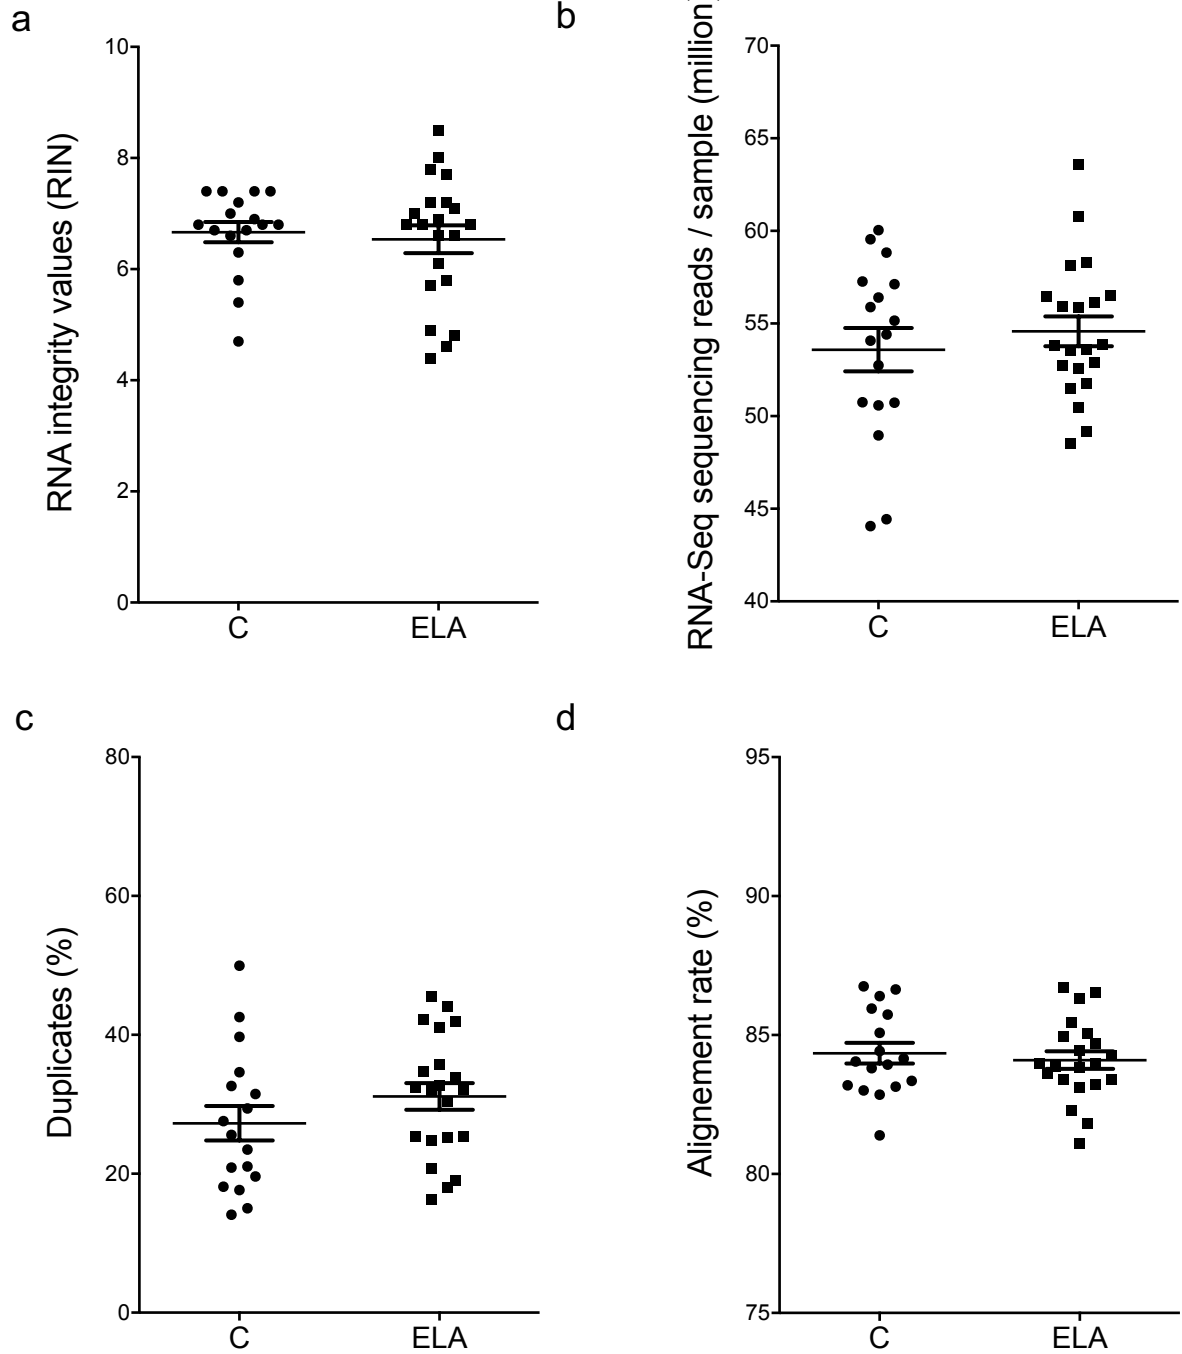 a
RNA integrity values (RIN)
10
8
6
4
2
0
C ELA
b
RNA-Seq sequencing reads / sample (million)
70
65
60
55
50
45
40
C ELA
c
Duplicates (%)
80
60
40
20
0
C ELA
d
Alignement rate (%)
95
90
85
80
75
C ELA